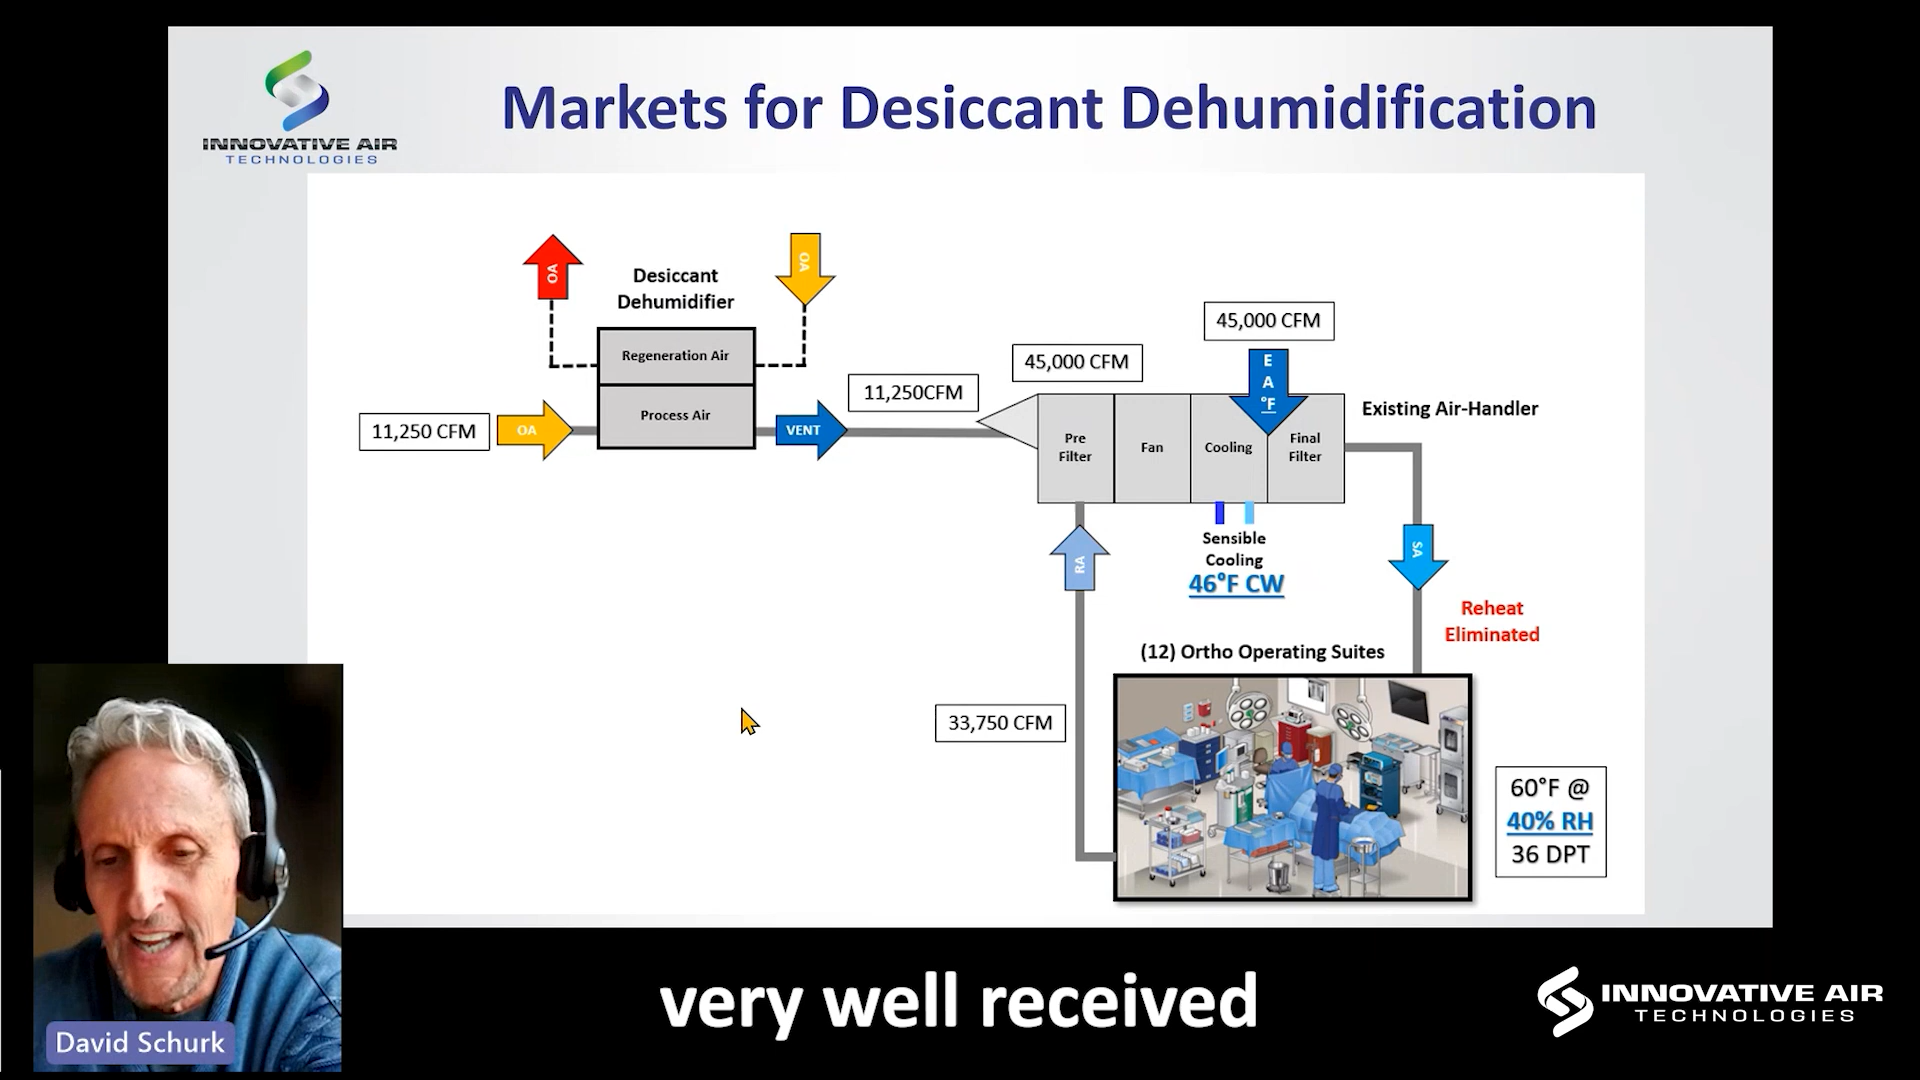 INNOVATIVE AIR
TECHNOLOGIES
Markets for Desiccant Dehumidification
OA
Desiccant
Dehumidifier
OA
Regeneration Air
Process Air
11,250 CFM
OA
VENT
11,250CFM
45,000 CFM
45,000 CFM
E
A
°F
Existing Air-Handler
Pre
Filter
Fan
Cooling
Final
Filter
Sensible
Cooling
46°F CW
RA
SA
Reheat
Eliminated
(12) Ortho Operating Suites
33,750 CFM
60°F @
40% RH
36 DPT
David Schurk
very well received
INNOVATIVE AIR
TECHNOLOGIES